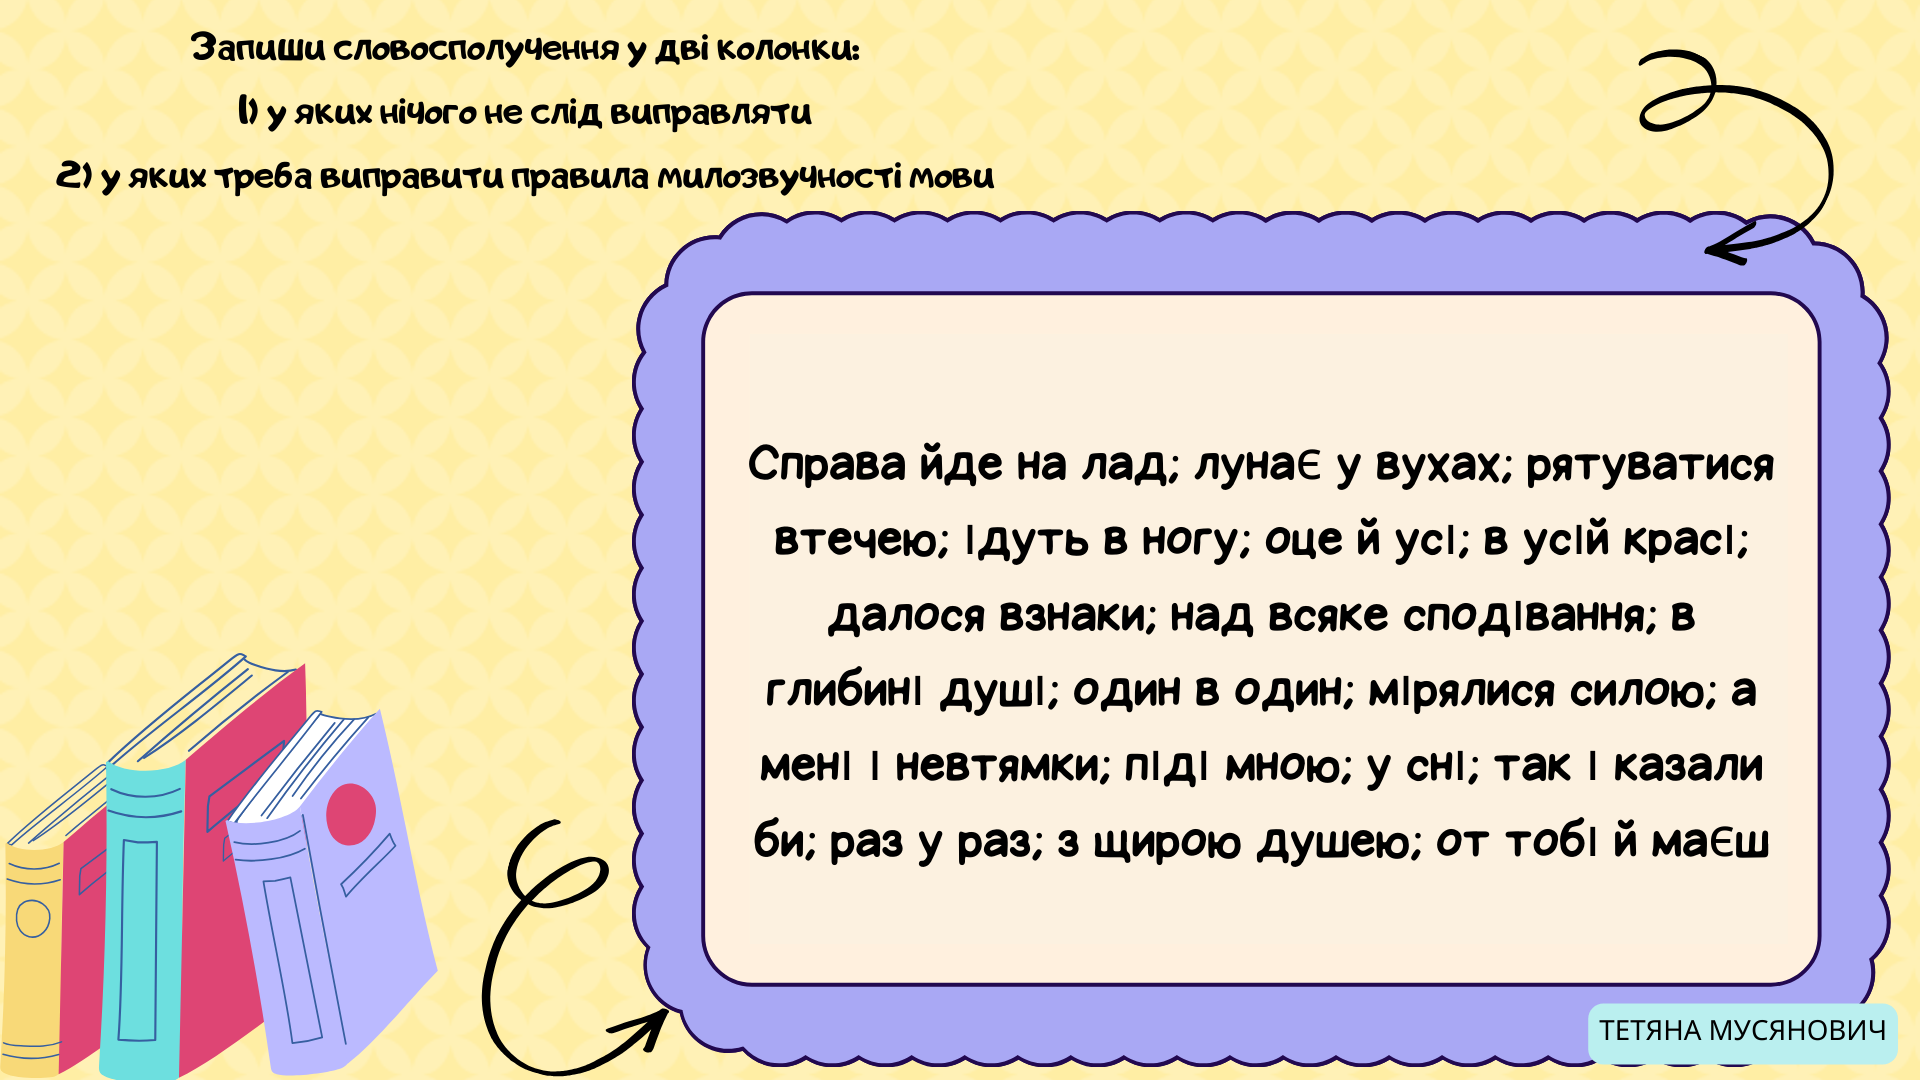 Запиши словосполучення у дві колонки:
1) у яких нічого не слід виправляти
2) у яких треба виправити правила милозвучності мови
Справа йде на лад; лунає у вухах; рятуватися
втечею; ідуть в ногу; оце й усі; в усій красі;
далося взнаки; над всяке сподівання; в
глибині душі; один в один; мірялися силою; а
мені і невтямки; піді мною; у сні; так і казали
би; раз у раз; з щирою душею; от тобі й маєш
ТЕТЯНА МУСЯНОВИЧ